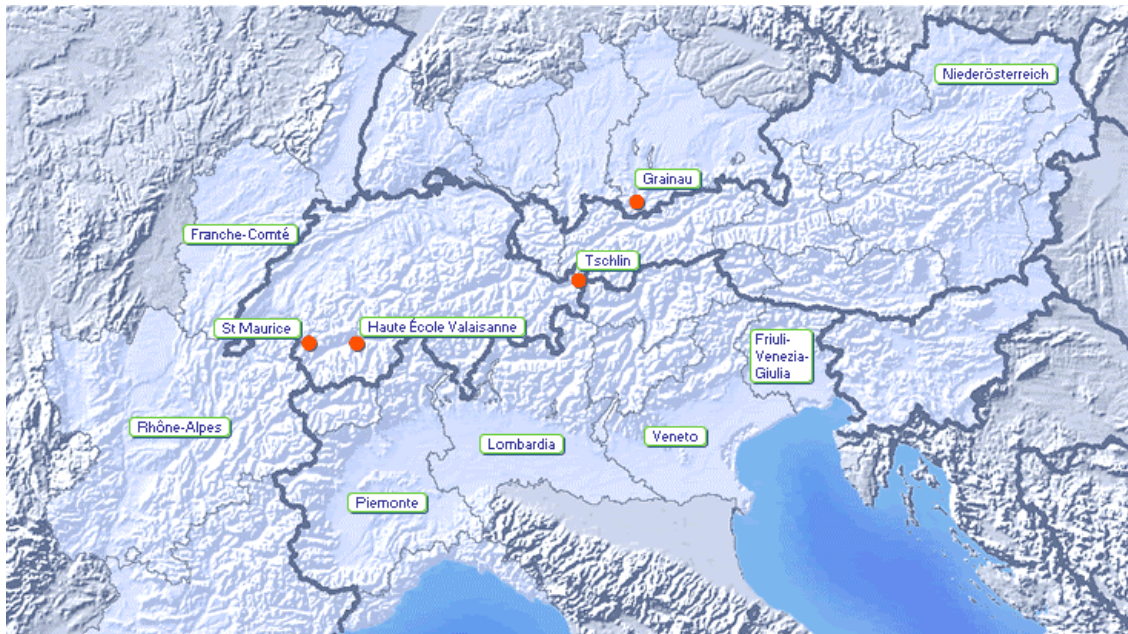 Niederösterreich
Grainau
Franche-Comté
Tschlin
St Maurice
Haute École Valaisanne
Friuli-
Venezia-
Giulia
Rhône-Alpes
Lombardia
Veneto
Piemonte